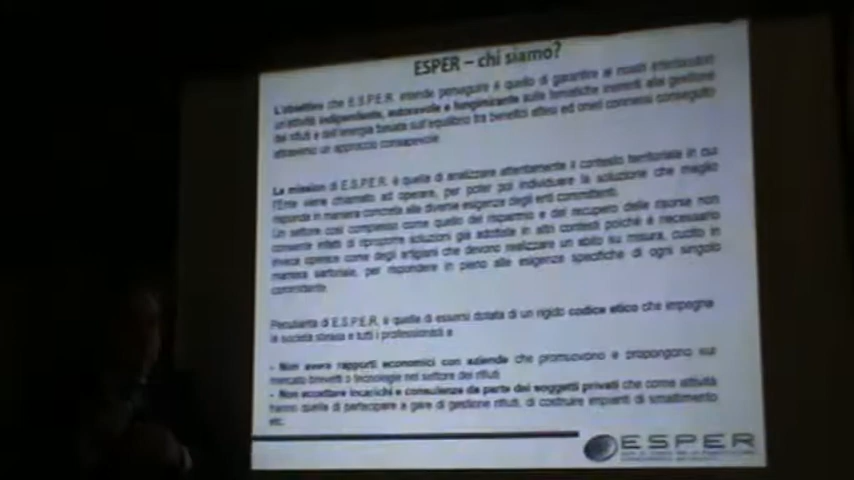 ESPER – chi siamo?
L'obiettivo che E.S.P.E.R. intende perseguire è quello di garantire ai nostri interlocutori
un'attività indipendente, autorevole e lungimirante sulle tematiche inerenti alla gestione
dei rifiuti e dell'energia basata sull'equilibrio tra benefici attesi ed oneri connessi conseguito
attraverso un approccio consapevole.
La mission di E.S.P.E.R. è quella di analizzare attentamente il contesto territoriale in cui
l'Ente viene chiamato ad operare, per poter poi individuare la soluzione che meglio
risponda in maniera concreta alle diverse esigenze degli enti committenti.
Un settore così complesso come quello del risparmio e del recupero delle risorse non
consente infatti di riproporre soluzioni già adottate in altri contesti poiché è necessario
invece operare come degli artigiani che devono realizzare un abito su misura, cucito in
maniera sartoriale, per rispondere in pieno alle esigenze specifiche di ogni singolo
committente.
Peculiarità di E.S.P.E.R. è quella di essersi dotata di un rigido codice etico che impegna
la società stessa e tutti i professionisti a:
- Non avere rapporti economici con aziende che promuovono e propongono sul
mercato brevetti o tecnologie nel settore dei rifiuti.
- Non accettare incarichi e consulenze da parte dei soggetti privati che come attività
hanno quella di partecipare a gare di gestione rifiuti, di costruire impianti di smaltimento
etc.
ESPER